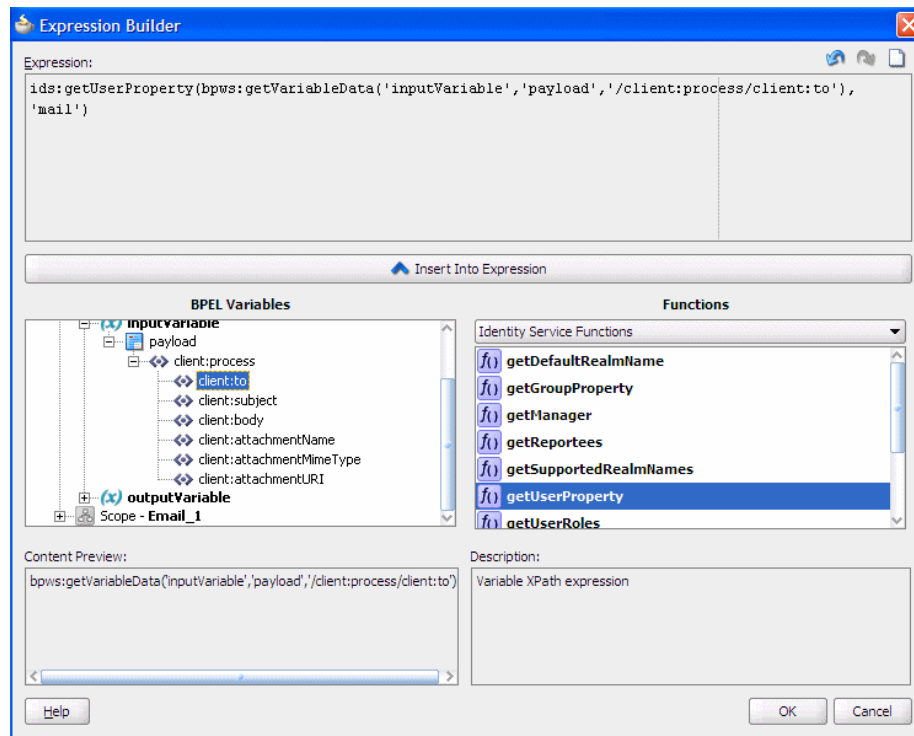 Expression Builder
Expression:
ids:getUserProperty(bpws:getVariableData('inputVariable','payload','/client:process/client:to'),
'mail')
Insert Into Expression
BPEL Variables
(x) inputVariable
payload
client:process
client:to
client:subject
client:body
client:attachmentName
client:attachmentMimeType
client:attachmentURI
(x) outputVariable
Scope - Email_1
Functions
Identity Service Functions
f() getDefaultRealmName
f() getGroupProperty
f() getManager
f() getReportees
f() getSupportedRealmNames
f() getUserProperty
f() getUserRoles
Content Preview:
bpws:getVariableData('inputVariable','payload','/client:process/client:to')
Description:
Variable XPath expression
Help
OK
Cancel